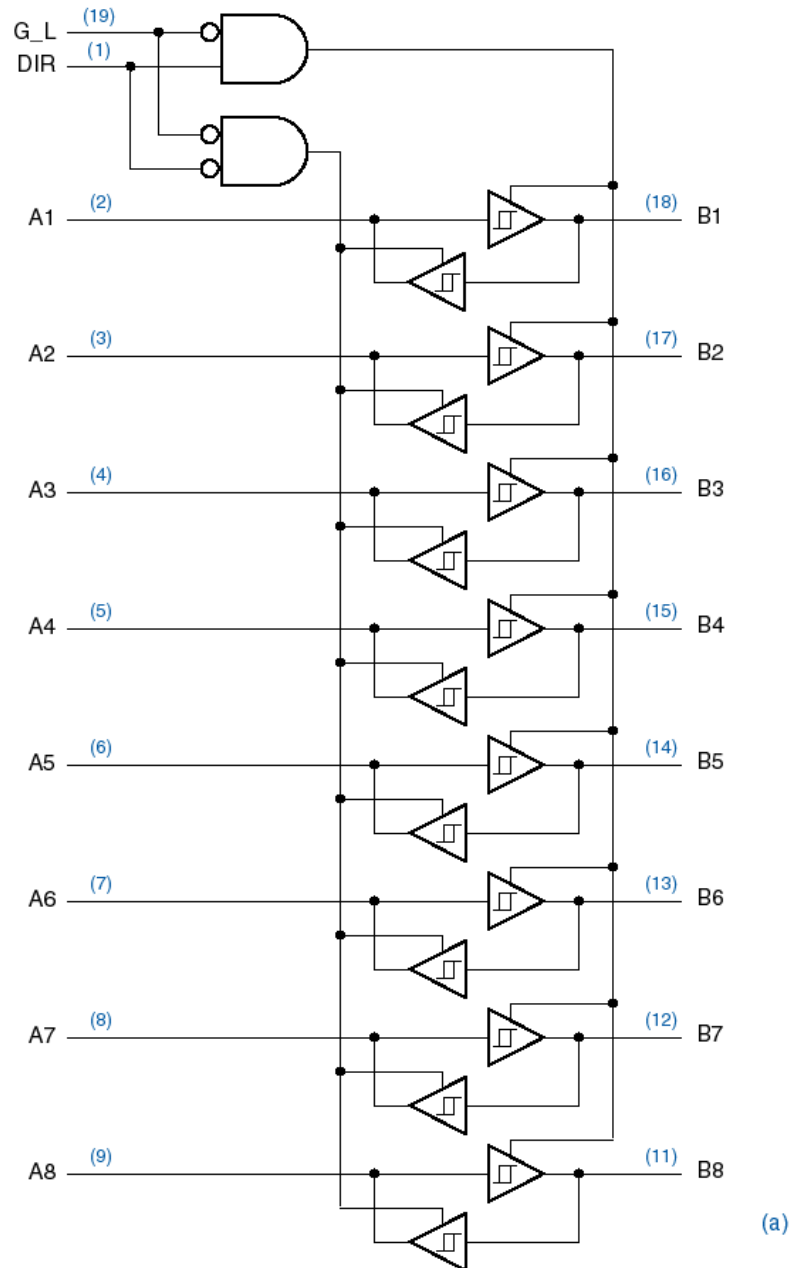 G_L (19)
DIR (1)
A1 (2) (18) B1
A2 (3) (17) B2
A3 (4) (16) B3
A4 (5) (15) B4
A5 (6) (14) B5
A6 (7) (13) B6
A7 (8) (12) B7
A8 (9) (11) B8
(a)